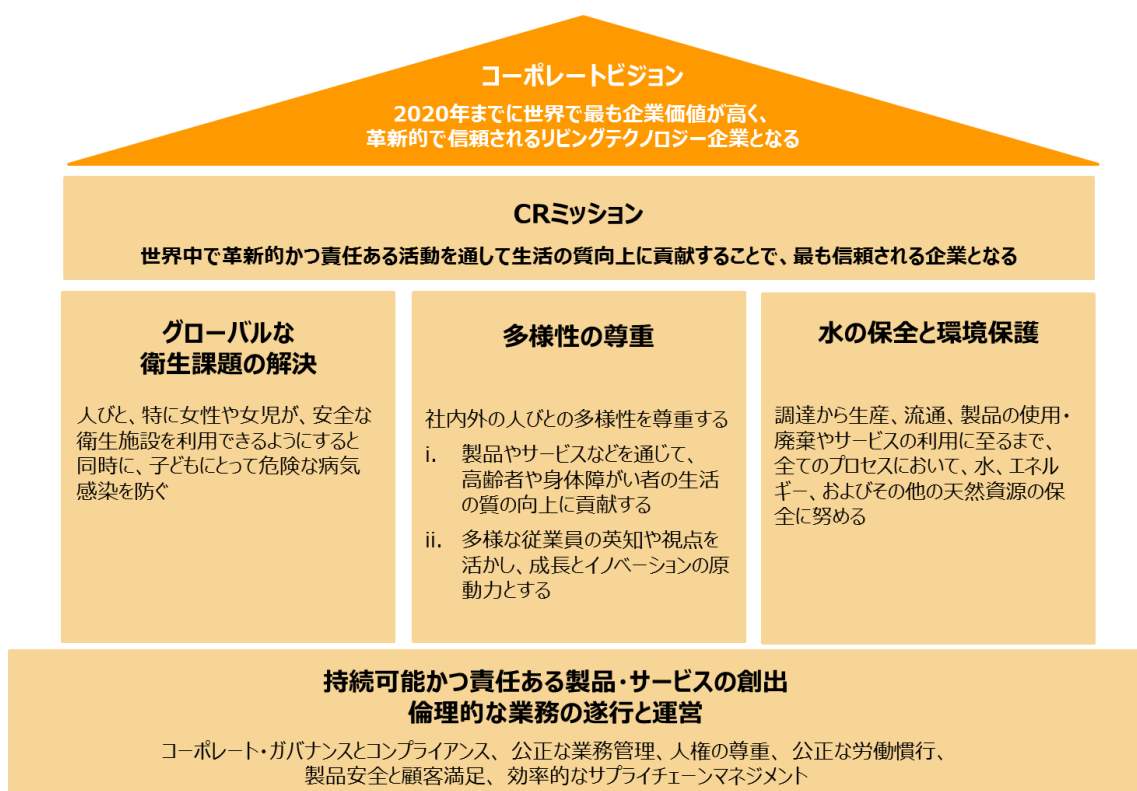 コーポレートビジョン
2020年までに世界で最も企業価値が高く、
革新的で信頼されるリビングテクノロジー企業となる
CRミッション
世界中で革新的かつ責任ある活動を通して生活の質向上に貢献することで、最も信頼される企業となる
グローバルな
衛生課題の解決
人びと、特に女性や女児が、安全な
衛生施設を利用できるようにすると
同時に、子どもにとって危険な病気
感染を防ぐ
多様性の尊重
社内外の人びとの多様性を尊重する
i. 製品やサービスなどを通じて、
高齢者や身体障がい者の生活
の質の向上に貢献する
ii. 多様な従業員の英知や視点を
活かし、成長とイノベーションの原
動力とする
水の保全と環境保護
調達から生産、流通、製品の使用・
廃棄やサービスの利用に至るまで、
全てのプロセスにおいて、水、エネル
ギー、およびその他の天然資源の保
全に努める
持続可能かつ責任ある製品・サービスの創出
倫理的な業務の遂行と運営
コーポレート・ガバナンスとコンプライアンス、公正な業務管理、人権の尊重、公正な労働慣行、
製品安全と顧客満足、効率的なサプライチェーンマネジメント